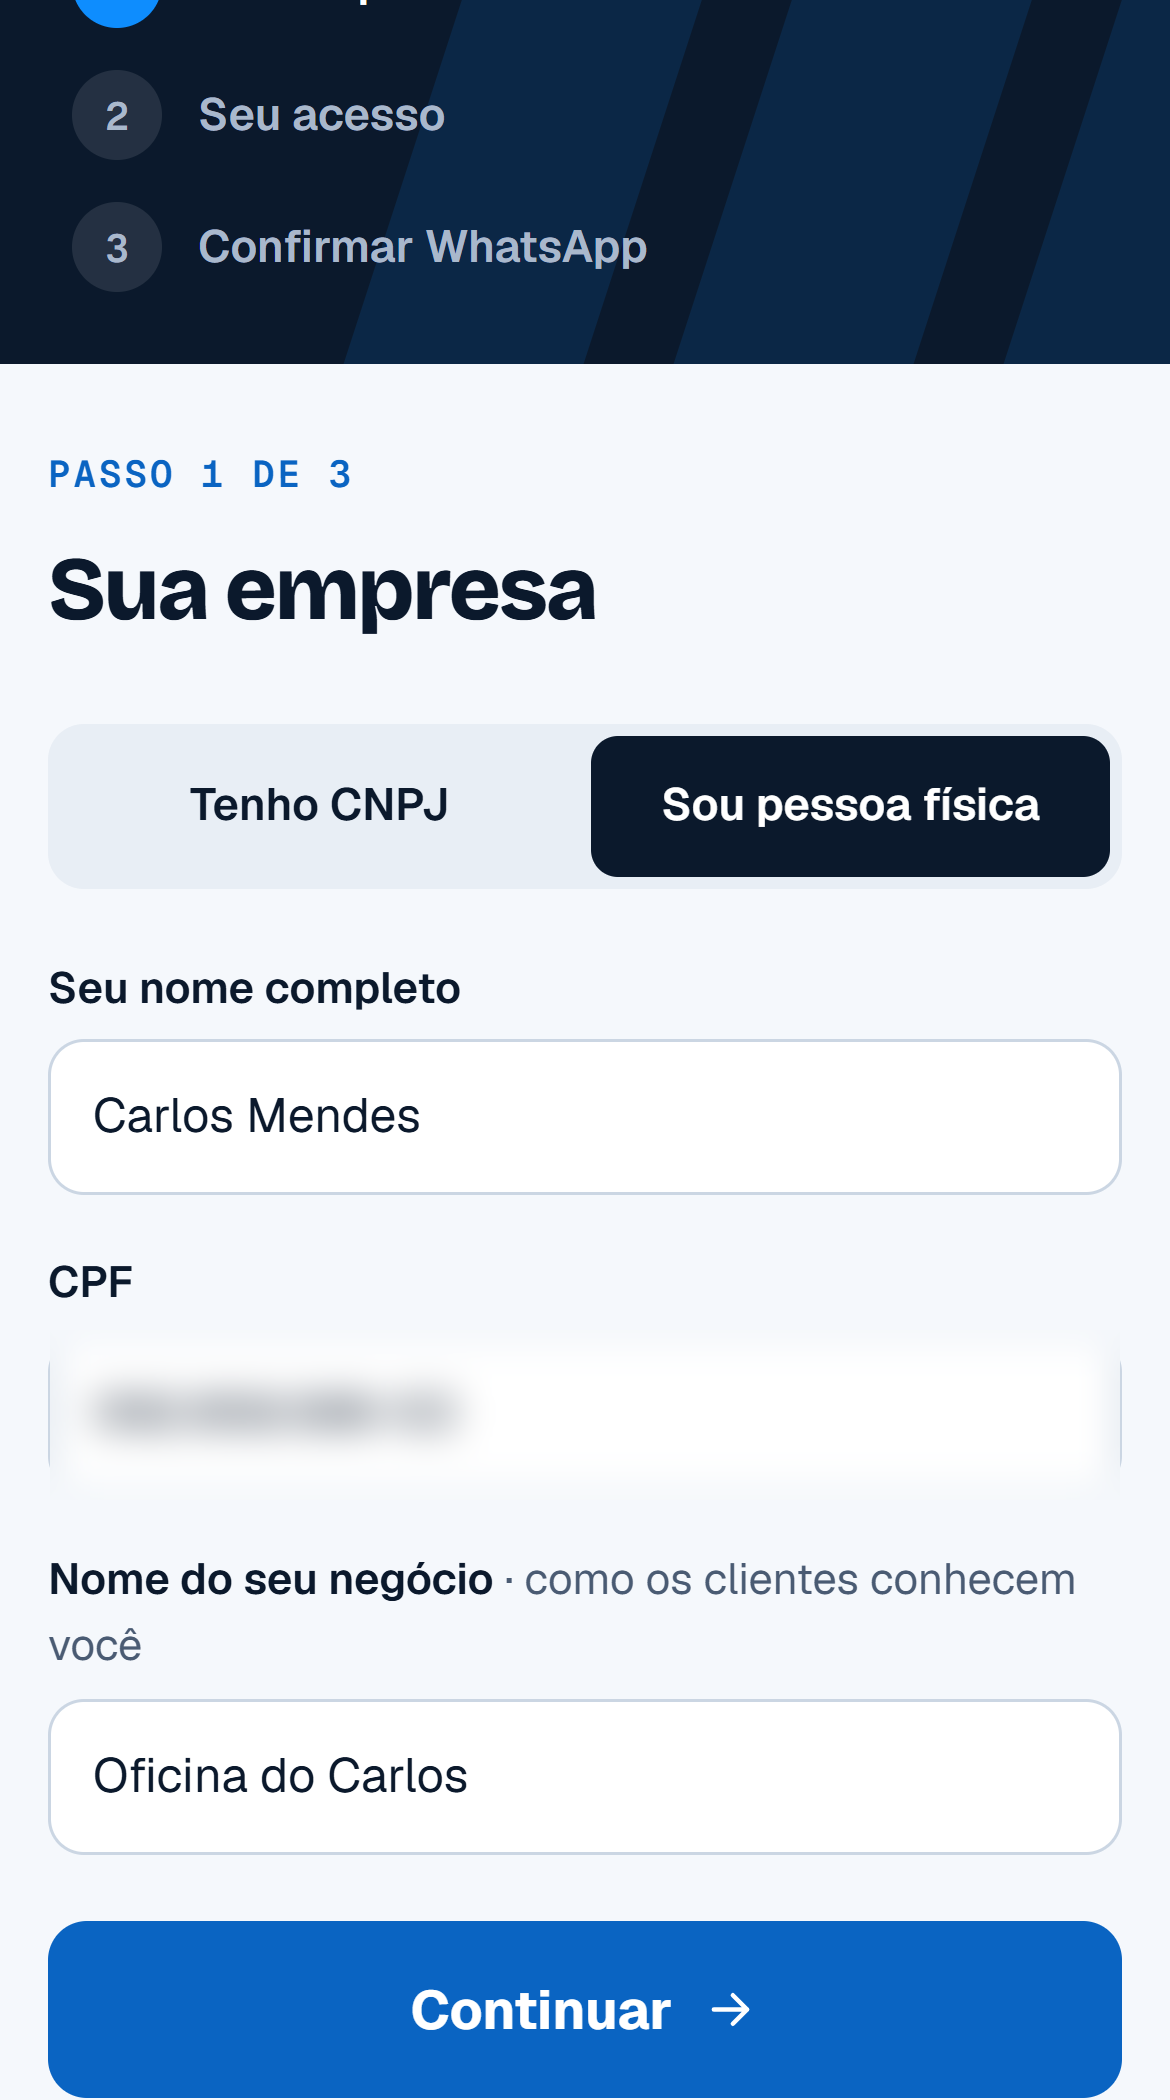 2
Seu acesso
3
Confirmar WhatsApp
PASSO 1 DE 3
Sua empresa
Tenho CNPJ
Sou pessoa física
Seu nome completo
Carlos Mendes
CPF
Nome do seu negócio · como os clientes conhecem
você
Oficina do Carlos
Continuar →